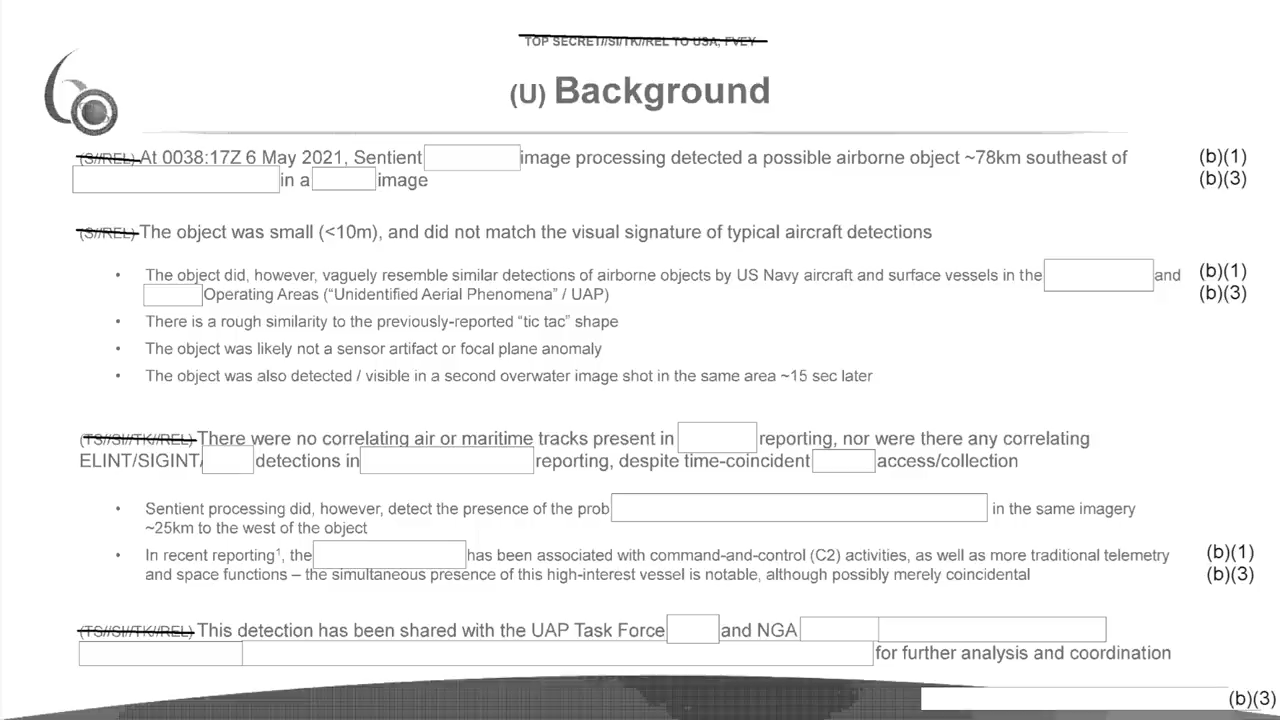 TOP SECRET//SI/TK//REL TO USA, FVEY
(U) Background
(S//REL) At 0038:17Z 6 May 2021, Sentient image processing detected a possible airborne object ~78km southeast of (b)(1)
in a image (b)(3)
(S//REL) The object was small (<10m), and did not match the visual signature of typical aircraft detections
• The object did, however, vaguely resemble similar detections of airborne objects by US Navy aircraft and surface vessels in the and (b)(1)
Operating Areas (“Unidentified Aerial Phenomena” / UAP) (b)(3)
• There is a rough similarity to the previously-reported “tic tac” shape
• The object was likely not a sensor artifact or focal plane anomaly
• The object was also detected / visible in a second overwater image shot in the same area ~15 sec later
(TS//SI//TK//REL) There were no correlating air or maritime tracks present in reporting, nor were there any correlating
ELINT/SIGINT/ detections in reporting, despite time-coincident access/collection
• Sentient processing did, however, detect the presence of the prob in the same imagery
~25km to the west of the object
• In recent reporting¹, the has been associated with command-and-control (C2) activities, as well as more traditional telemetry (b)(1)
and space functions – the simultaneous presence of this high-interest vessel is notable, although possibly merely coincidental (b)(3)
(TS//SI//TK//REL) This detection has been shared with the UAP Task Force and NGA
for further analysis and coordination
(b)(3)